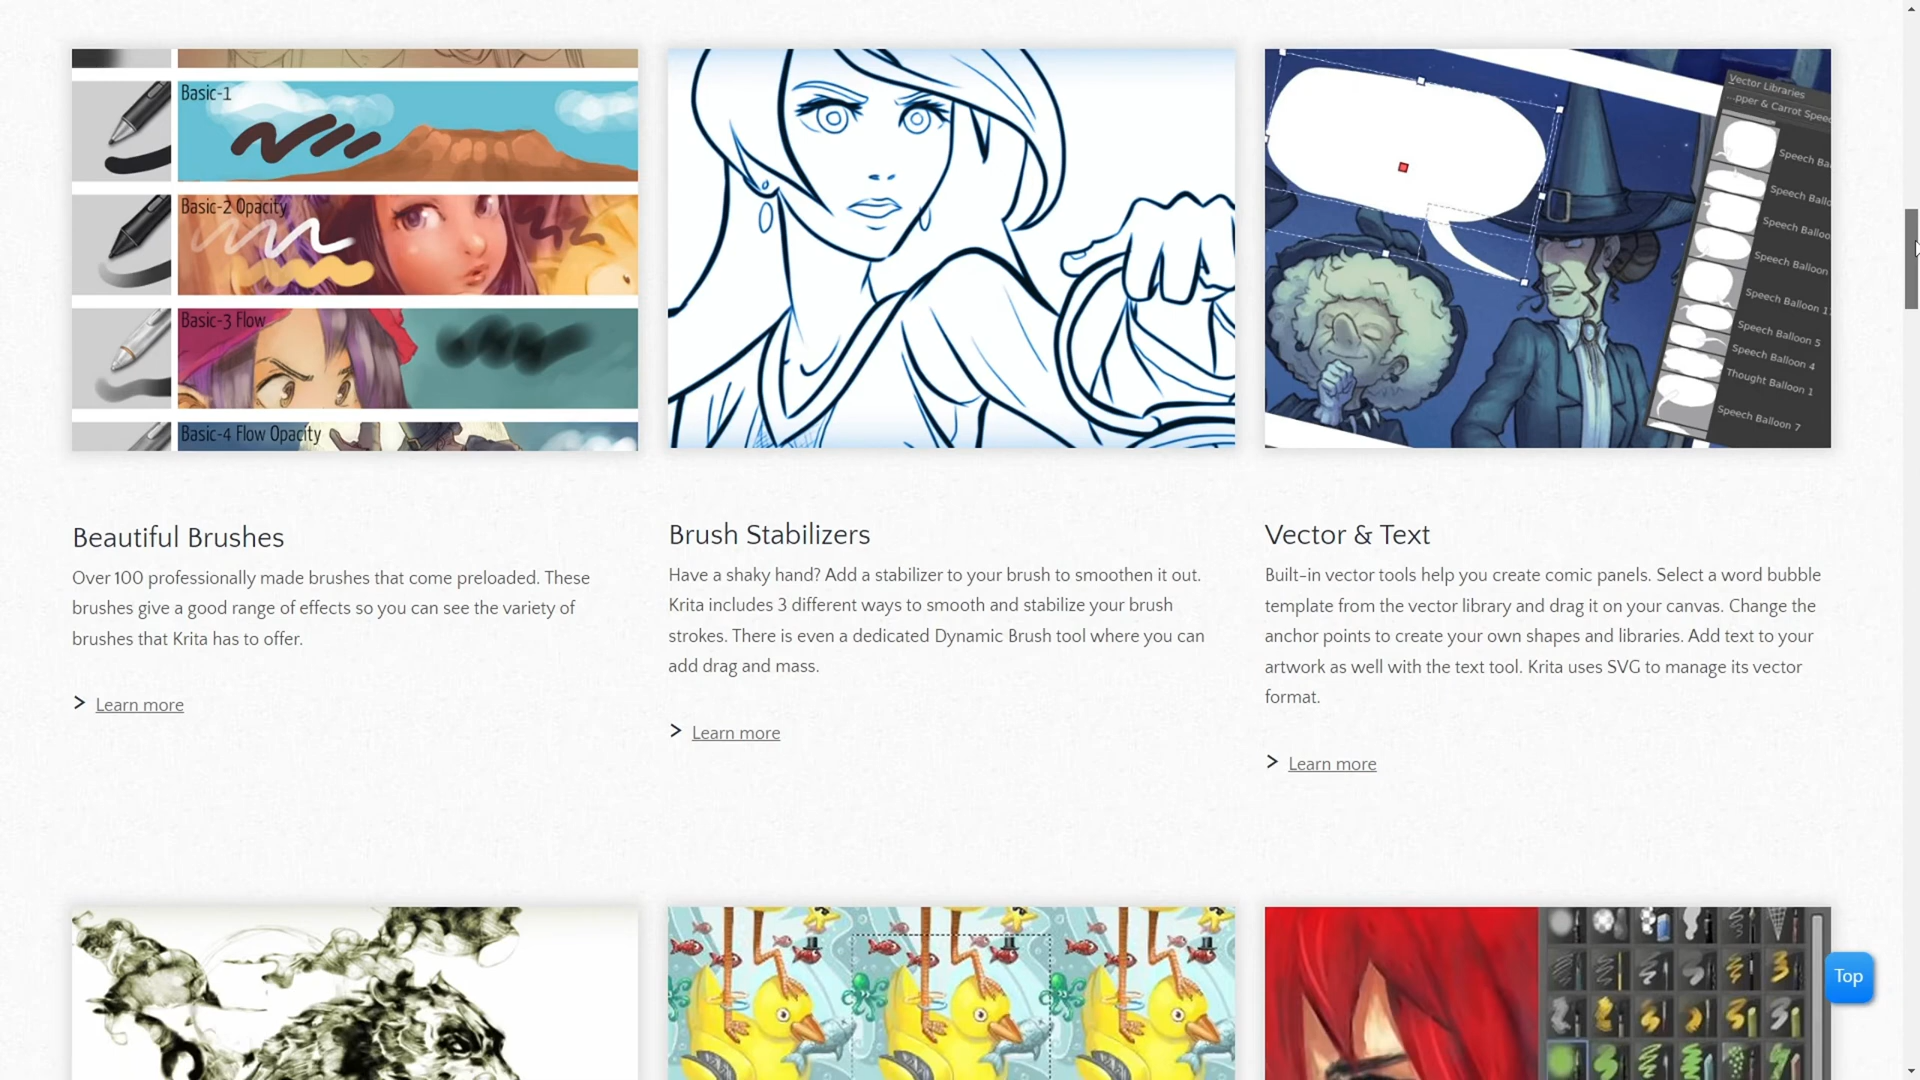 Basic-1
Basic-2 Opacity
Basic-3 Flow
Basic-4 Flow Opacity
Vector Libraries
...pper & Carrot Speec
Speech Ba
Speech Ballo
Speech Balloo
Speech Balloon
Speech Balloon 1
Speech Balloon 5
Speech Balloon 4
Thought Balloon 1
Speech Balloon 7
Beautiful Brushes
Over 100 professionally made brushes that come preloaded. These
brushes give a good range of effects so you can see the variety of
brushes that Krita has to offer.
> Learn more
Brush Stabilizers
Have a shaky hand? Add a stabilizer to your brush to smoothen it out.
Krita includes 3 different ways to smooth and stabilize your brush
strokes. There is even a dedicated Dynamic Brush tool where you can
add drag and mass.
> Learn more
Vector & Text
Built-in vector tools help you create comic panels. Select a word bubble
template from the vector library and drag it on your canvas. Change the
anchor points to create your own shapes and libraries. Add text to your
artwork as well with the text tool. Krita uses SVG to manage its vector
format.
> Learn more
Top